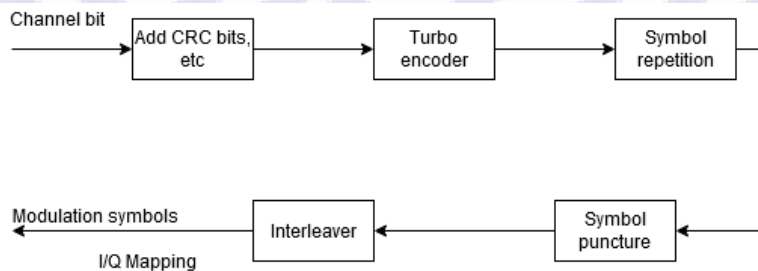 Channel bit
Add CRC bits,
etc
Turbo
encoder
Symbol
repetition
Modulation symbols
I/Q Mapping
Interleaver
Symbol
puncture